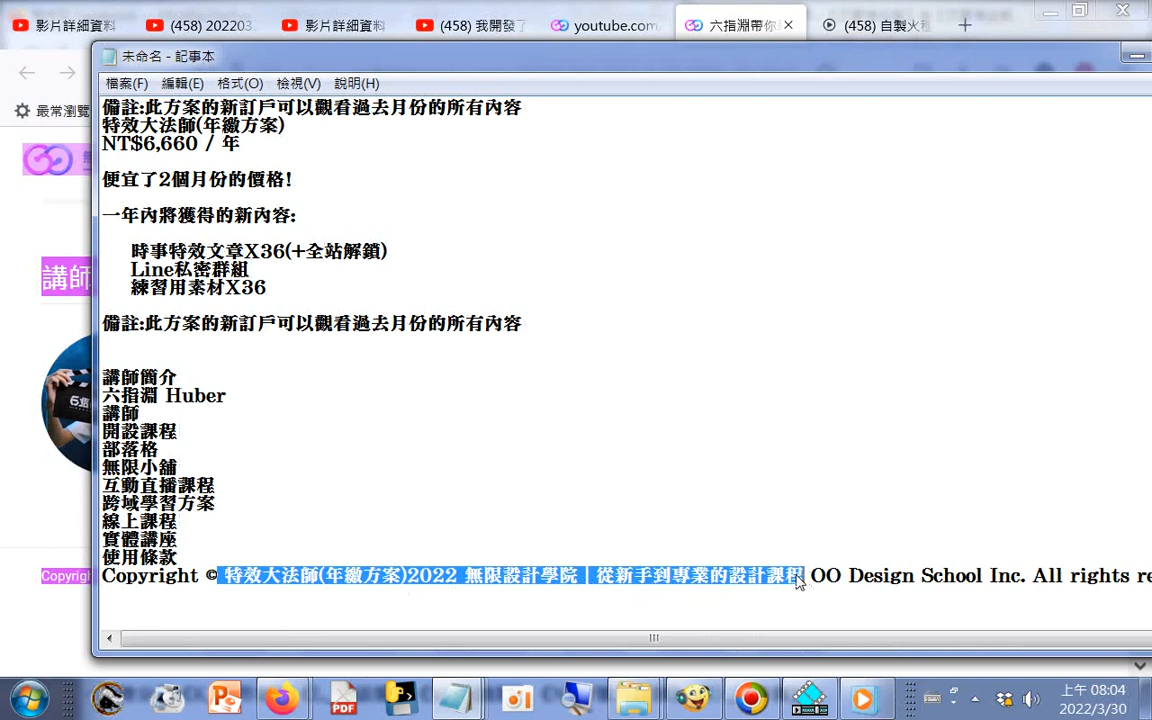 影片詳細資料
(458) 202203
影片詳細資料
(458) 我開發了
youtube.com/
六指淵帶你
(458) 自製火
未命名 - 記事本
檔案(F) 編輯(E) 格式(O) 檢視(V) 說明(H)
最常瀏覽
備註:此方案的新訂戶可以觀看過去月份的所有內容
特效大法師(年繳方案)
NT$6,660 / 年
便宜了2個月份的價格!
一年內將獲得的新內容:
時事特效文章X36(+全站解鎖)
Line私密群組
練習用素材X36
備註:此方案的新訂戶可以觀看過去月份的所有內容
講師
講師簡介
六指淵 Huber
講師
開設課程
部落格
無限小舖
互動直播課程
跨域學習方案
線上課程
實體講座
使用條款
Copyright
Copyright © 特效大法師(年繳方案)2022 無限設計學院 | 從新手到專業的設計課程 OO Design School Inc. All rights re
PDF
上午 08:04
2022/3/30